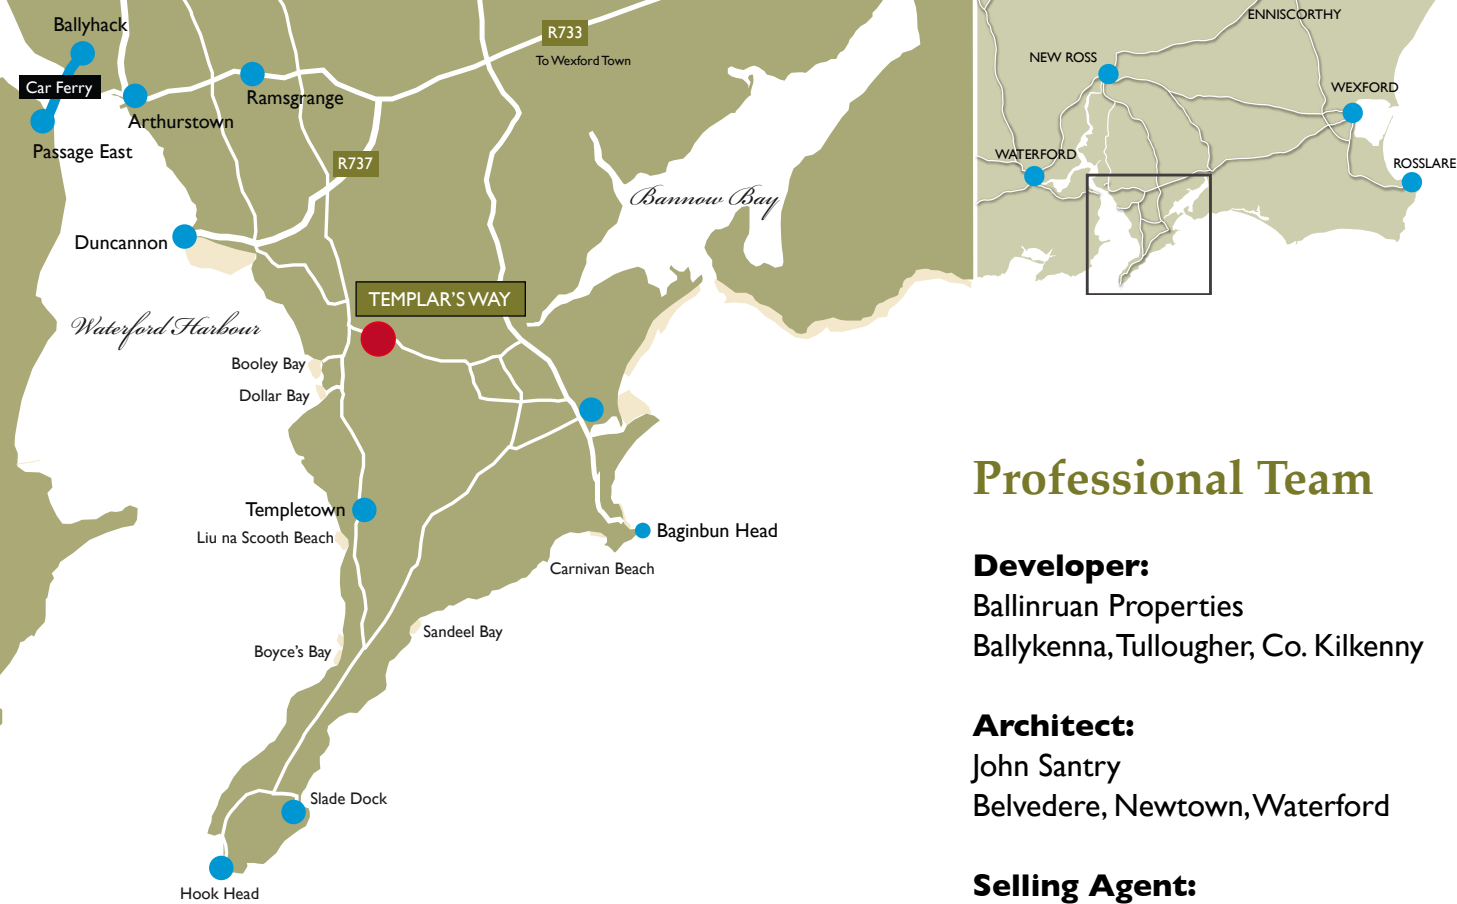 Ballyhack
Car Ferry
Passage East
Arthurstown
Ramsgrange
R733
To Wexford Town
R737
Bannow Bay
Duncannon
TEMPLAR'S WAY
Waterford Harbour
Booley Bay
Dollar Bay
Templetown
Liu na Scooth Beach
Baginbun Head
Carnivan Beach
Sandeel Bay
Boyce's Bay
Slade Dock
Hook Head
ENNISCORTHY
NEW ROSS
WEXFORD
WATERFORD
ROSSLARE
Professional Team
Developer:
Ballinruan Properties
Ballykenna, Tullougher, Co. Kilkenny
Architect:
John Santry
Belvedere, Newtown, Waterford
Selling Agent: